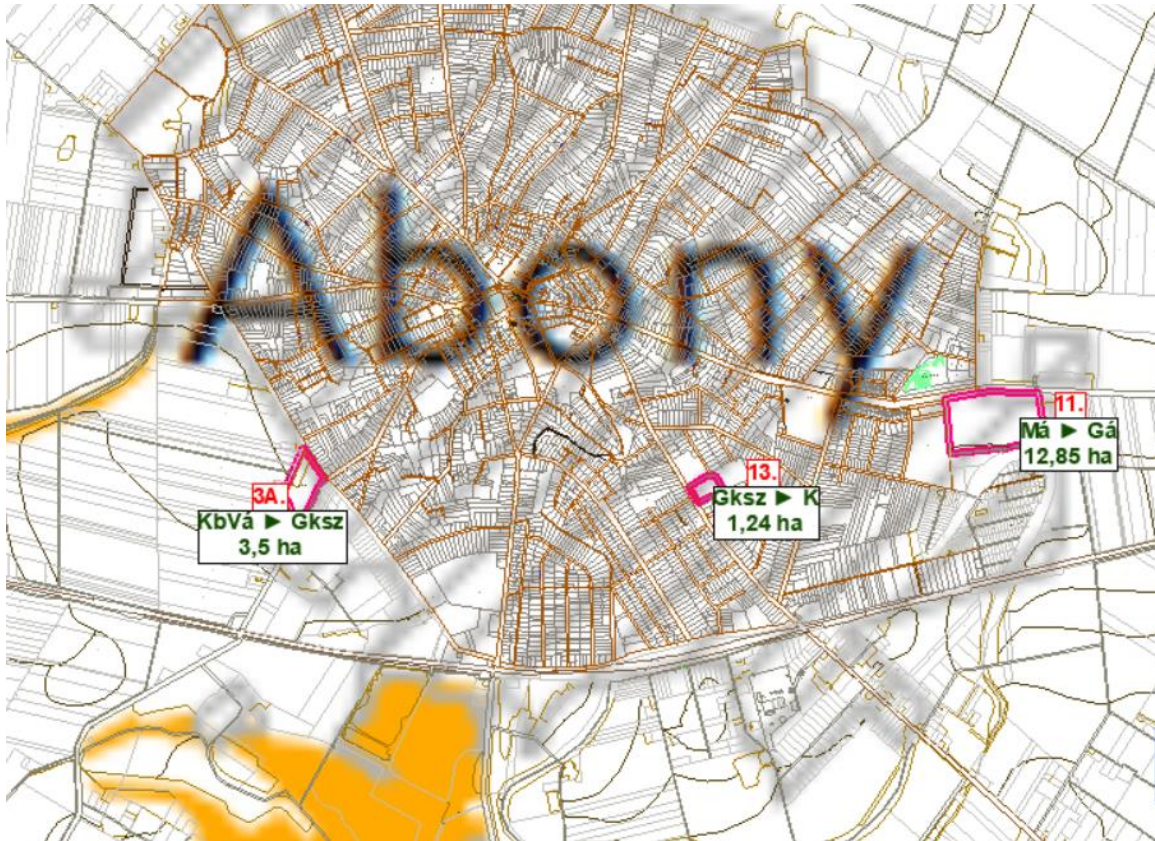 Abony
11.
Má ► Gá
12,85 ha
13.
Gksz ► K
1,24 ha
3A.
KbVá ► Gksz
3,5 ha